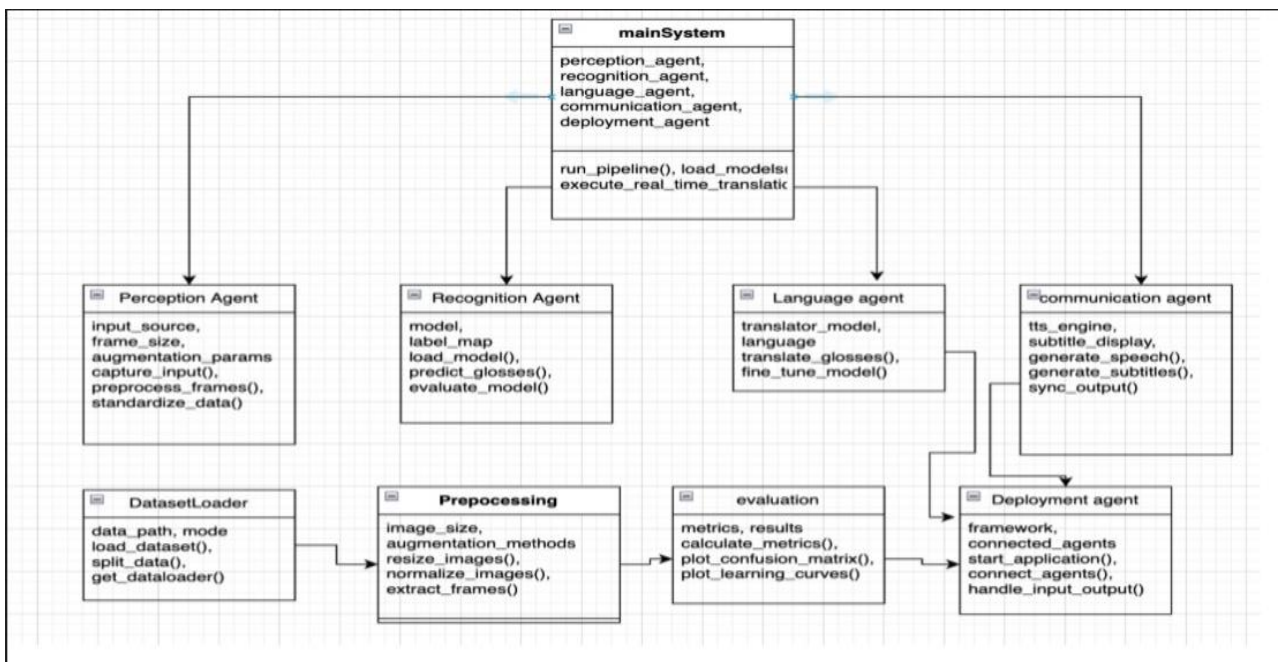 mainSystem
perception_agent,
recognition_agent,
language_agent,
communication_agent,
deployment_agent
run_pipeline(), load_models(
execute_real_time_translatic
Perception Agent
input_source,
frame_size,
augmentation_params
capture_input(),
preprocess_frames(),
standardize_data()
Recognition Agent
model,
label_map
load_model(),
predict_glosses(),
evaluate_model()
Language agent
translator_model,
language
translate_glosses(),
fine_tune_model()
communication agent
tts_engine,
subtitle_display,
generate_speech(),
generate_subtitles(),
sync_output()
DatasetLoader
data_path, mode
load_dataset(),
split_data(),
get_dataloader()
Prepocessing
image_size,
augmentation_methods
resize_images(),
normalize_images(),
extract_frames()
evaluation
metrics, results
calculate_metrics(),
plot_confusion_matrix(),
plot_learning_curves()
Deployment agent
framework,
connected_agents
start_application(),
connect_agents(),
handle_input_output()